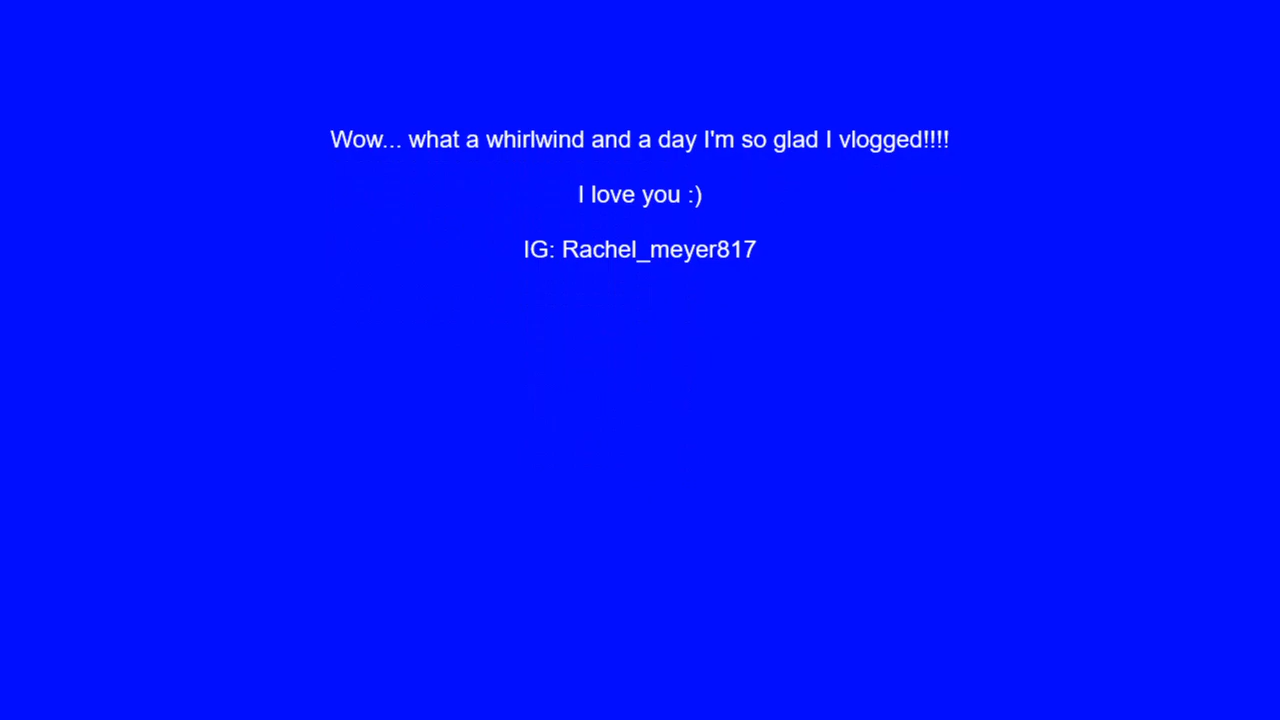 Wow... what a whirlwind and a day I'm so glad I vlogged!!!!
I love you :)
IG: Rachel_meyer817